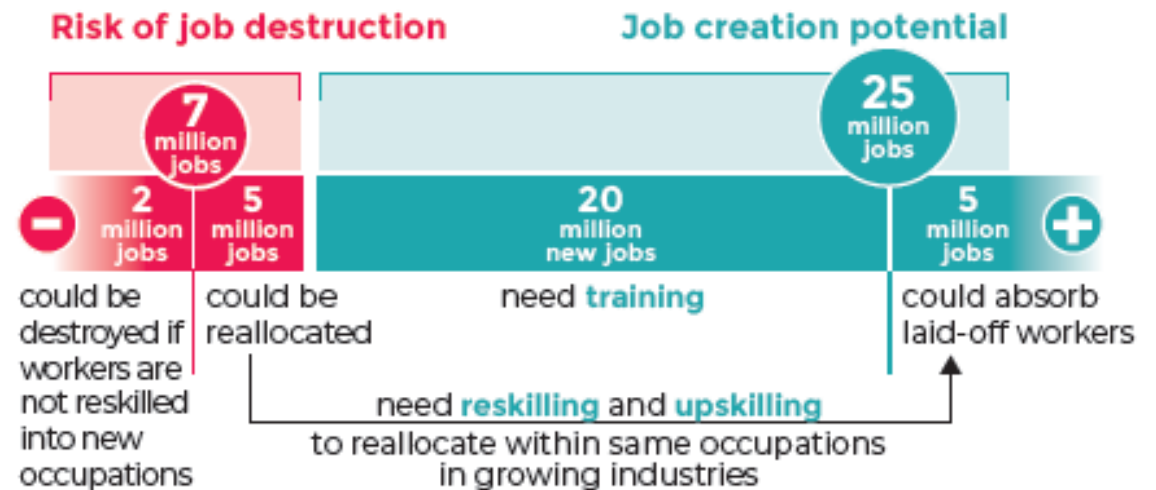 Risk of job destruction
Job creation potential
7
million
jobs
25
million
jobs
2
million
jobs
5
million
jobs
20
million
new jobs
5
million
jobs
could be
destroyed if
workers are
not reskilled
into new
occupations
could be
reallocated
need training
could absorb
laid-off workers
need reskilling and upskilling
to reallocate within same occupations
in growing industries